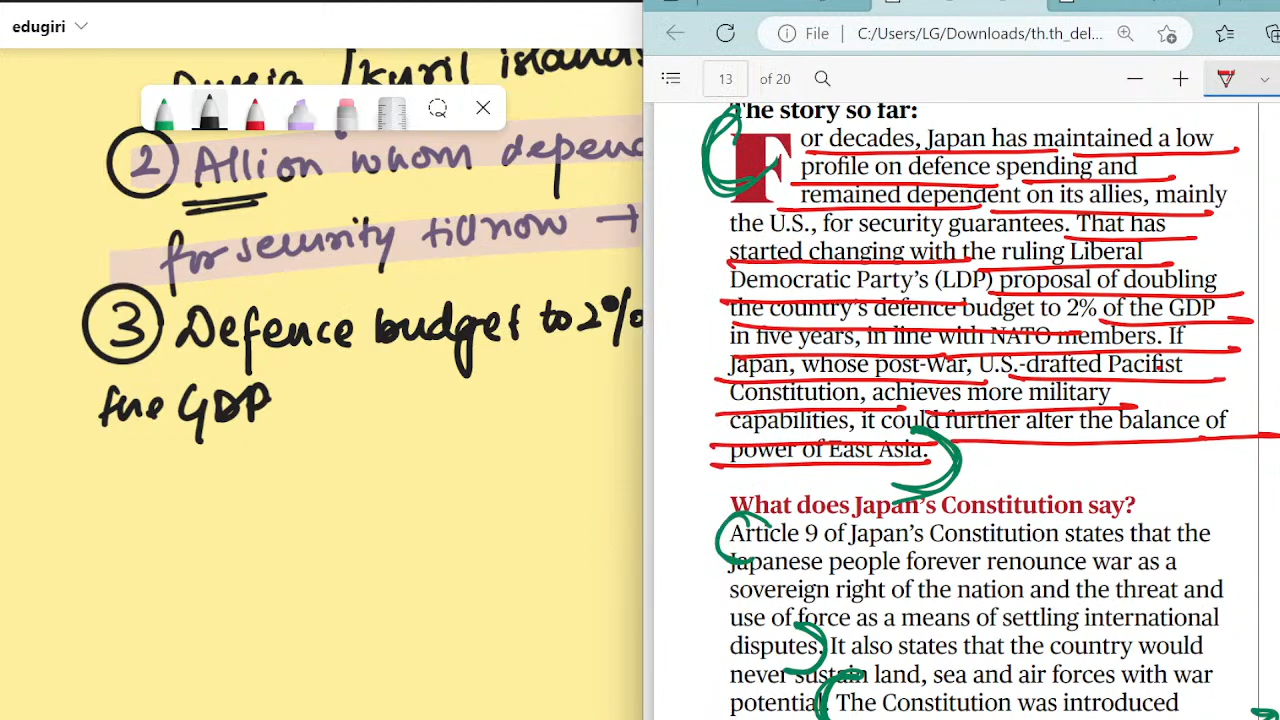 edugiri
Russia /kuril islands
② Alli on whom depend
for security till now →
③ Defence budget to 2%
the GDP
File C:/Users/LG/Downloads/th.th_del...
13 of 20
The story so far:
For decades, Japan has maintained a low
profile on defence spending and
remained dependent on its allies, mainly
the U.S., for security guarantees. That has
started changing with the ruling Liberal
Democratic Party's (LDP) proposal of doubling
the country's defence budget to 2% of the GDP
in five years, in line with NATO members. If
Japan, whose post-War, U.S.-drafted Pacifist
Constitution, achieves more military
capabilities, it could further alter the balance of
power of East Asia.
What does Japan's Constitution say?
Article 9 of Japan's Constitution states that the
Japanese people forever renounce war as a
sovereign right of the nation and the threat and
use of force as a means of settling international
disputes. It also states that the country would
never sustain land, sea and air forces with war
potential. The Constitution was introduced